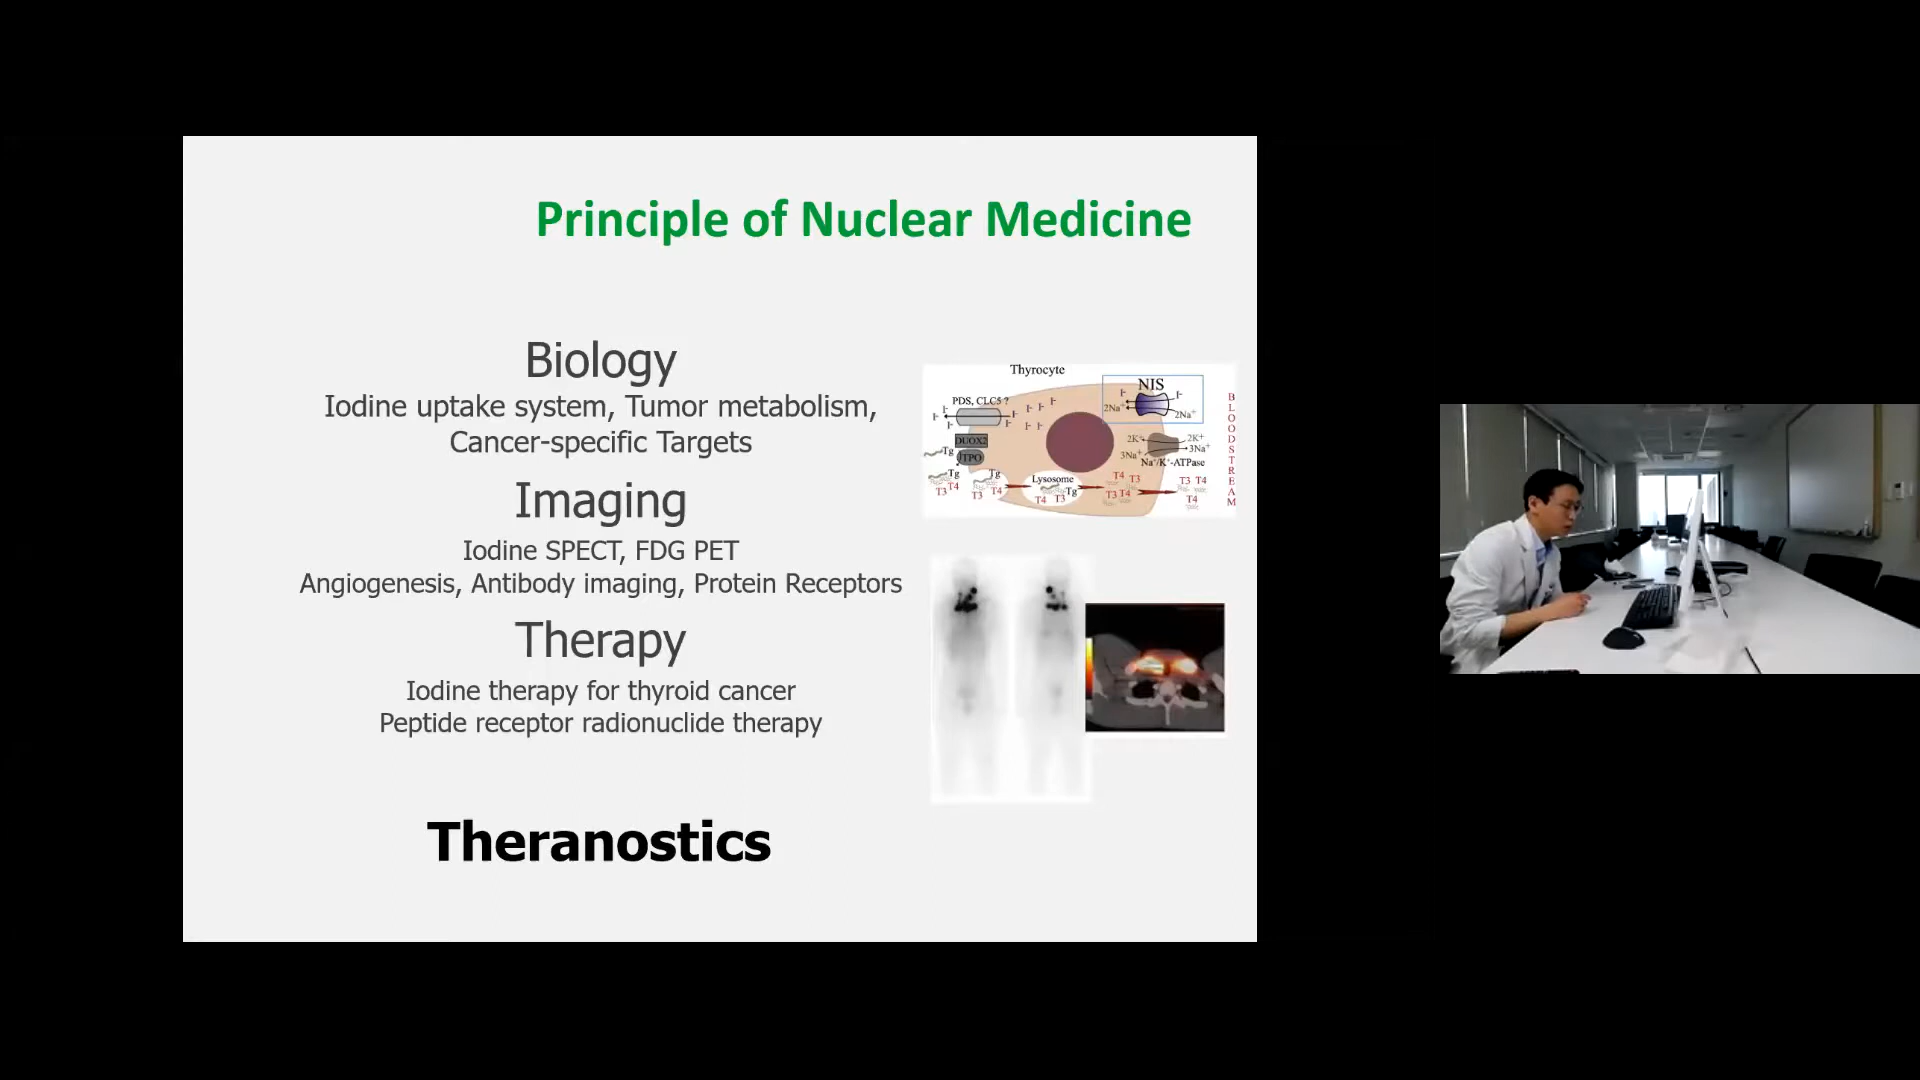 Principle of Nuclear Medicine
Biology
Iodine uptake system, Tumor metabolism,
Cancer-specific Targets
Imaging
Iodine SPECT, FDG PET
Angiogenesis, Antibody imaging, Protein Receptors
Therapy
Iodine therapy for thyroid cancer
Peptide receptor radionuclide therapy
Theranostics
Thyrocyte
NIS
I- I-
2Na+ 2Na+
PDS, CLC5 ?
I- I- I- I- I- I-
I- I- I-
DUOX2
TPO
Tg
Tg
T3 T4
Tg
T3 T4
Lysosome
Tg
T4 T3
2K+ 2K+
3Na+ 3Na+
Na+/K+-ATPase
T4 T3
T3 T4
T3 T4
T4
BLOODSTREAM